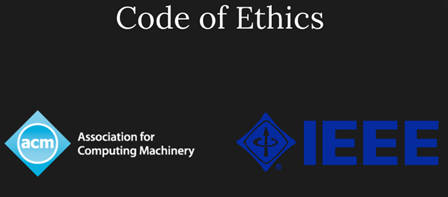 Code of Ethics
acm
Association for
Computing Machinery
IEEE
®